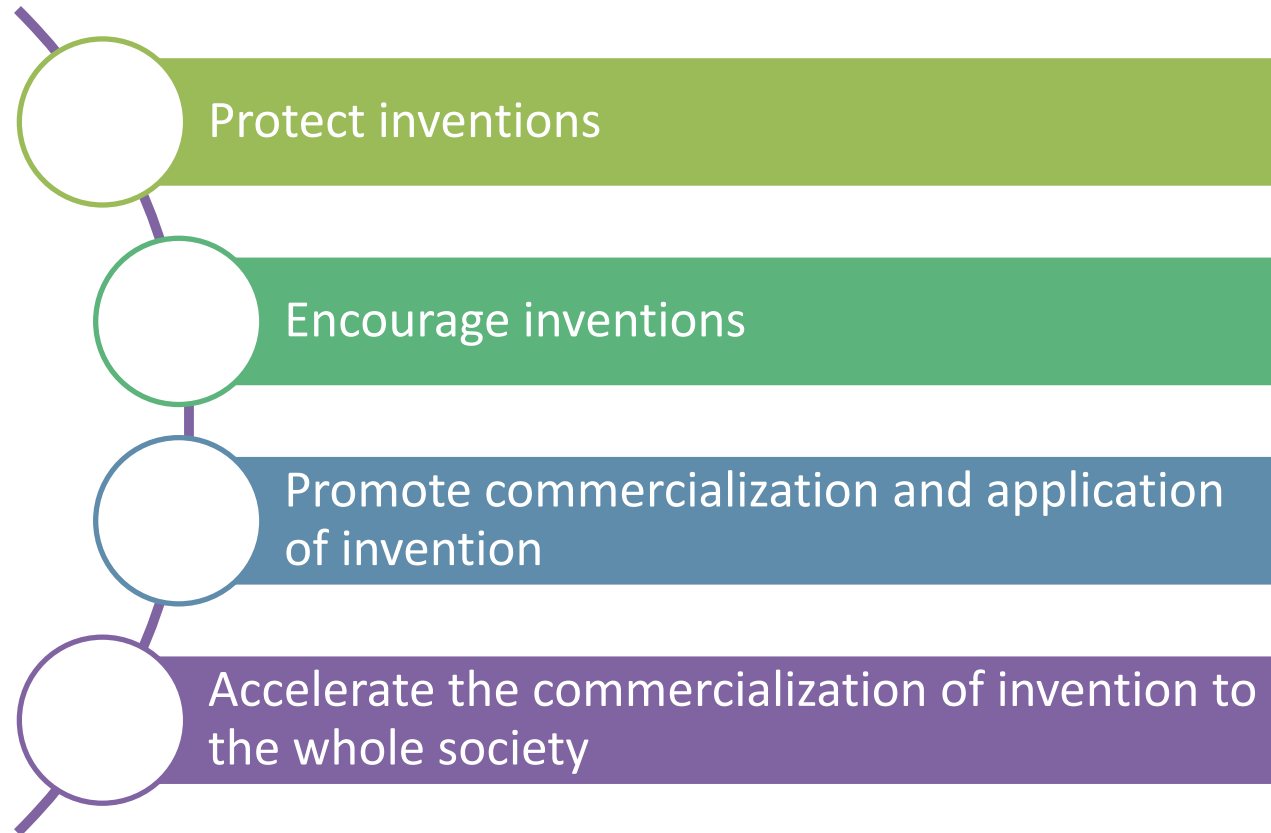 Protect inventions
Encourage inventions
Promote commercialization and application
of invention
Accelerate the commercialization of invention to
the whole society